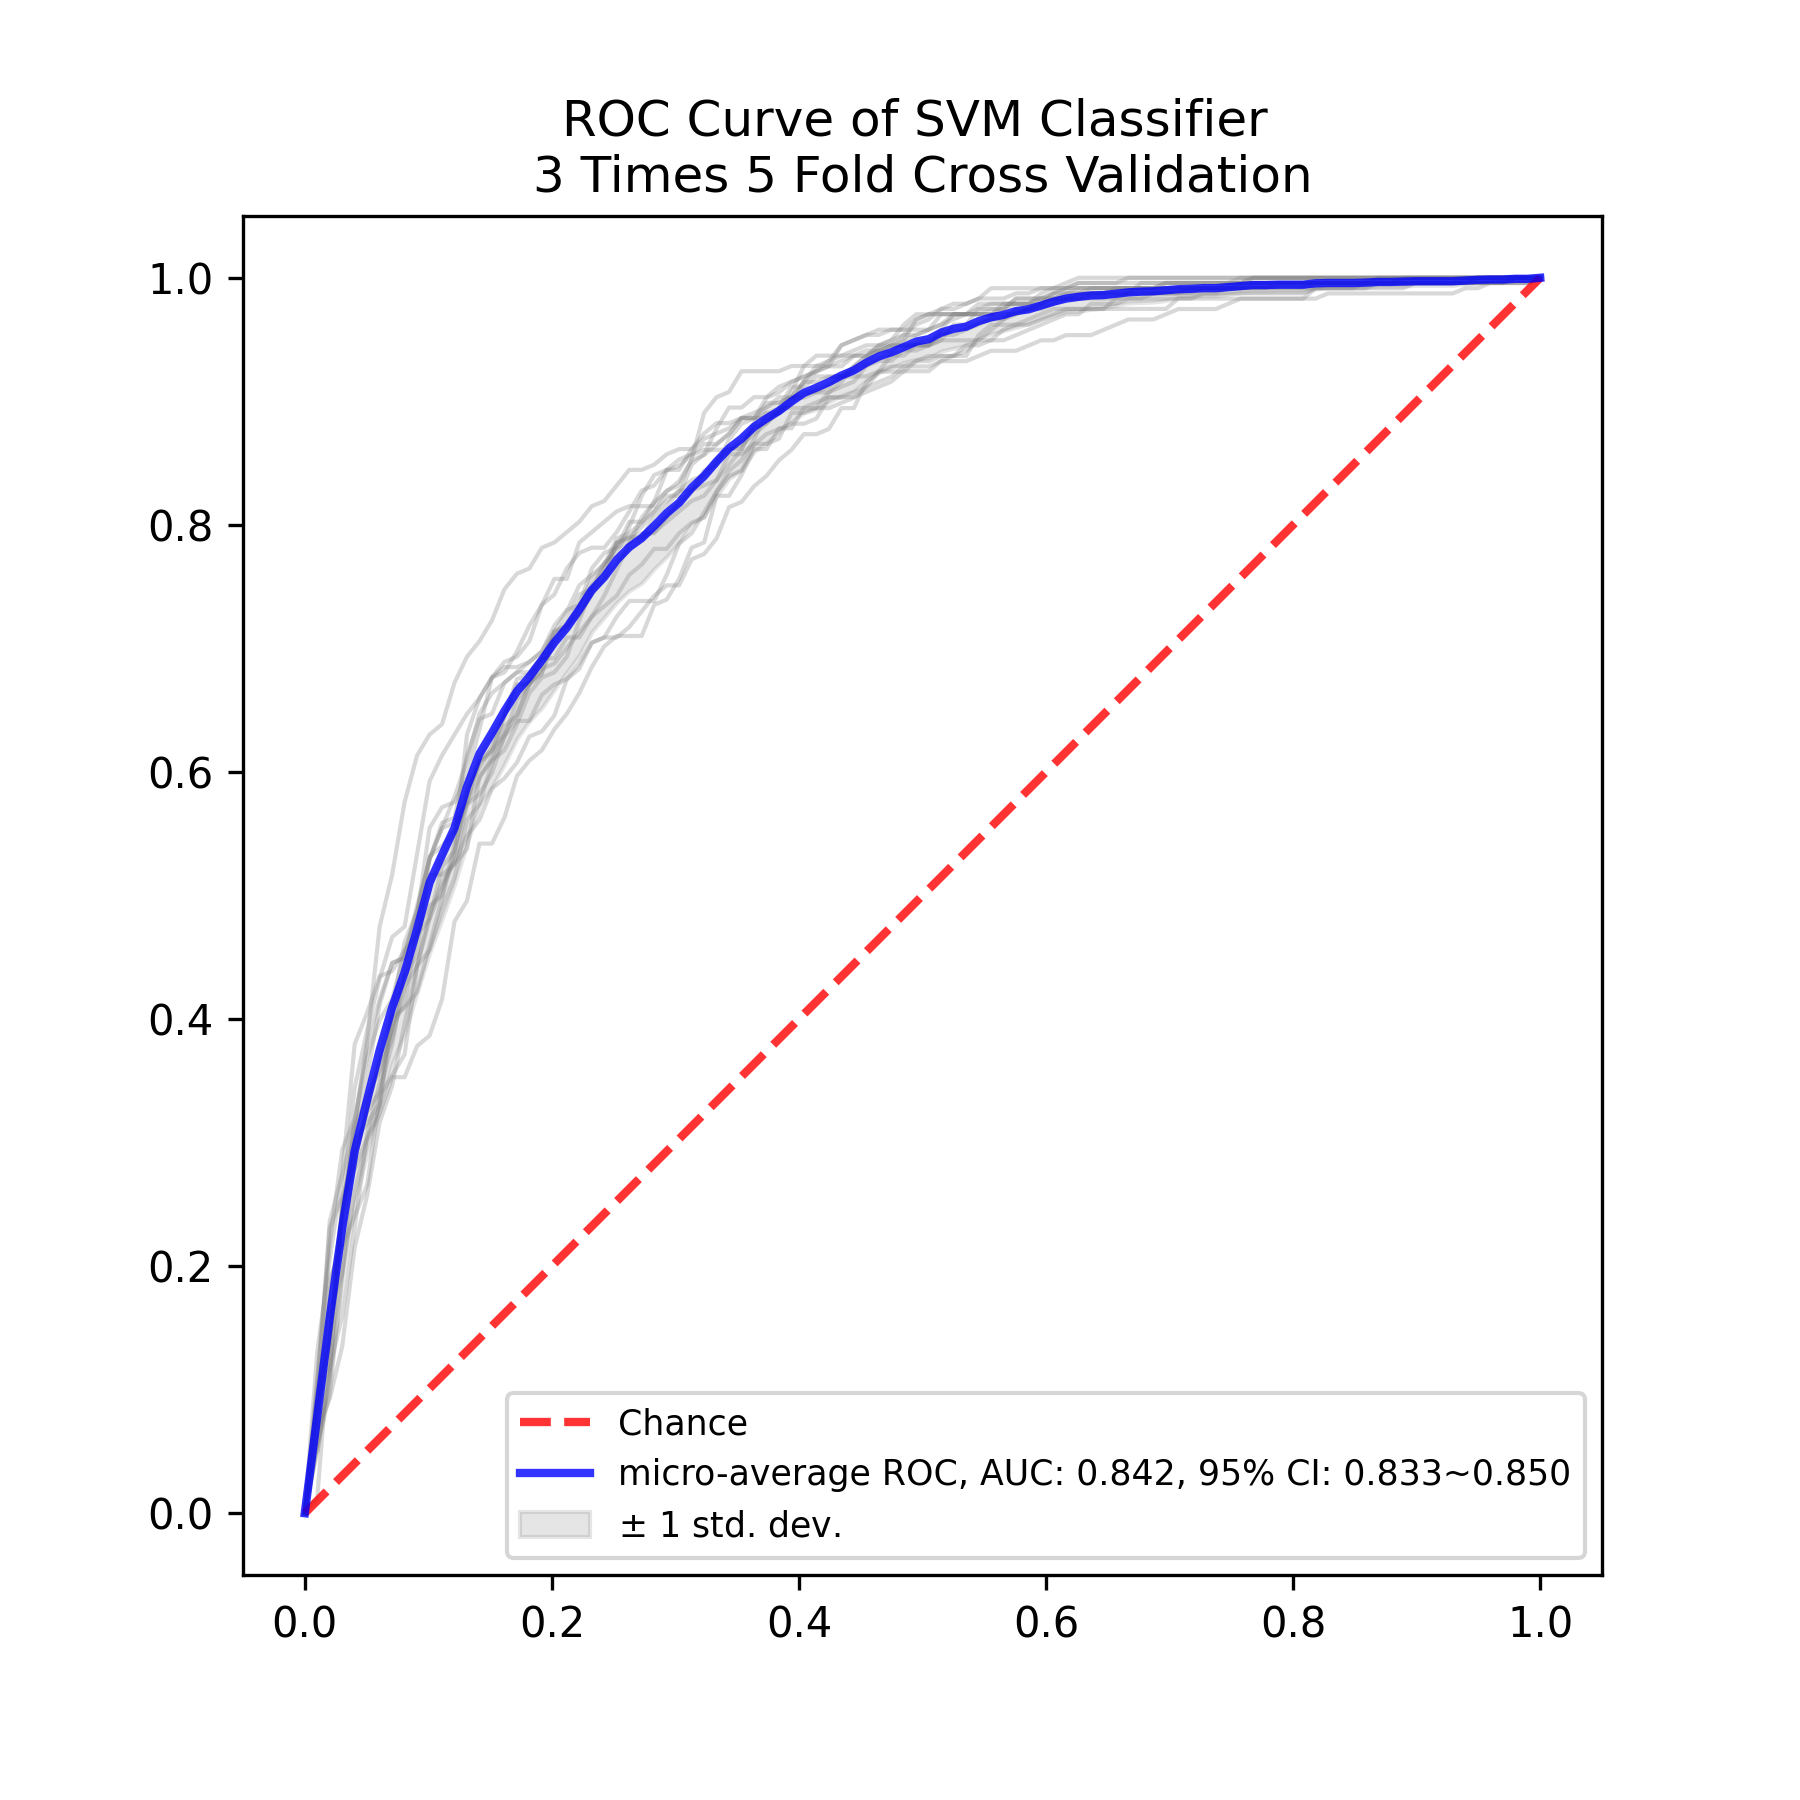 ROC Curve of SVM Classifier
3 Times 5 Fold Cross Validation
1.0
0.8
0.6
0.4
0.2
0.0
Chance
micro-average ROC, AUC: 0.842, 95% CI: 0.833~0.850
± 1 std. dev.
0.0 0.2 0.4 0.6 0.8 1.0